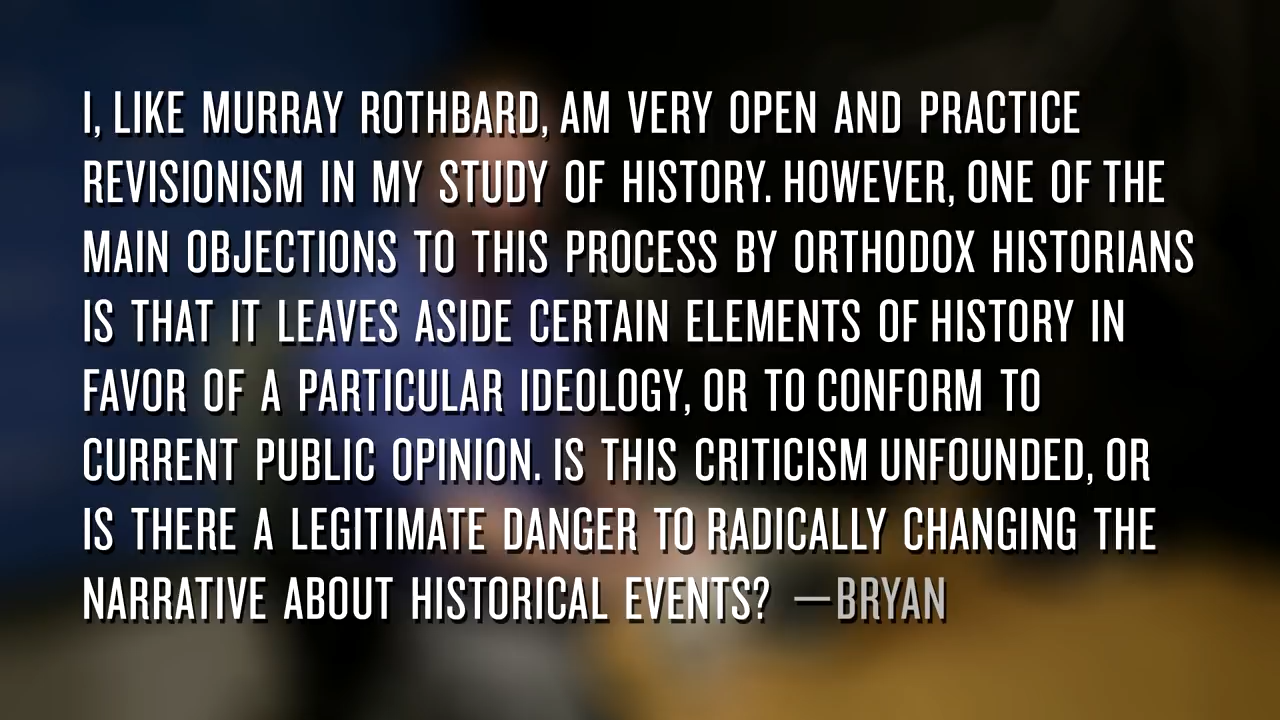 I, LIKE MURRAY ROTHBARD, AM VERY OPEN AND PRACTICE
REVISIONISM IN MY STUDY OF HISTORY. HOWEVER, ONE OF THE
MAIN OBJECTIONS TO THIS PROCESS BY ORTHODOX HISTORIANS
IS THAT IT LEAVES ASIDE CERTAIN ELEMENTS OF HISTORY IN
FAVOR OF A PARTICULAR IDEOLOGY, OR TO CONFORM TO
CURRENT PUBLIC OPINION. IS THIS CRITICISM UNFOUNDED, OR
IS THERE A LEGITIMATE DANGER TO RADICALLY CHANGING THE
NARRATIVE ABOUT HISTORICAL EVENTS? —BRYAN